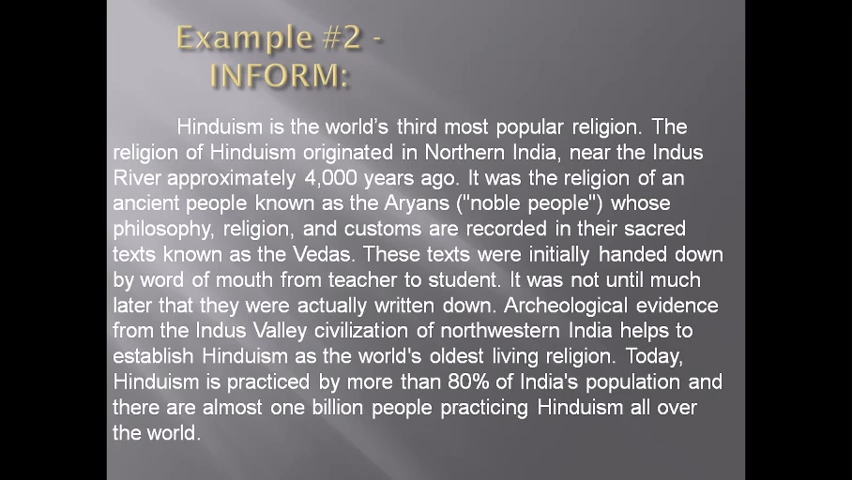 Example #2 -
INFORM:
Hinduism is the world’s third most popular religion. The
religion of Hinduism originated in Northern India, near the Indus
River approximately 4,000 years ago. It was the religion of an
ancient people known as the Aryans ("noble people") whose
philosophy, religion, and customs are recorded in their sacred
texts known as the Vedas. These texts were initially handed down
by word of mouth from teacher to student. It was not until much
later that they were actually written down. Archeological evidence
from the Indus Valley civilization of northwestern India helps to
establish Hinduism as the world's oldest living religion. Today,
Hinduism is practiced by more than 80% of India's population and
there are almost one billion people practicing Hinduism all over
the world.